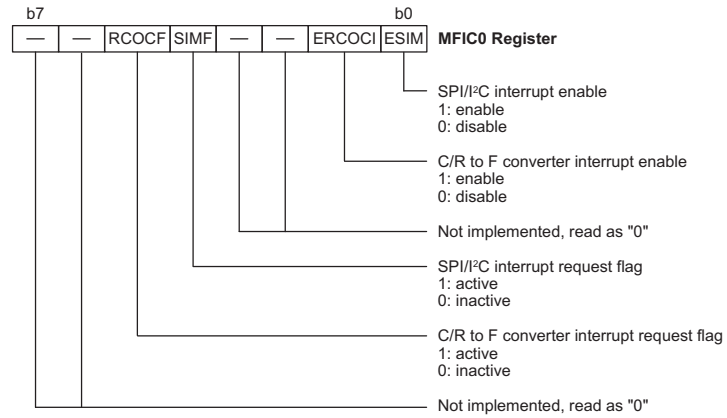 b7 b0
— — RCOCF SIMF — — ERCOCI ESIM MFIC0 Register
SPI/I²C interrupt enable
1: enable
0: disable
C/R to F converter interrupt enable
1: enable
0: disable
Not implemented, read as "0"
SPI/I²C interrupt request flag
1: active
0: inactive
C/R to F converter interrupt request flag
1: active
0: inactive
Not implemented, read as "0"